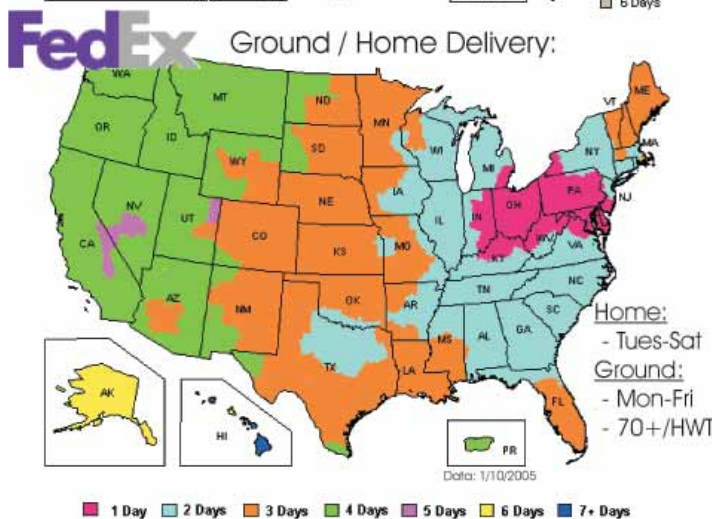 6 Days
FedEx
Ground / Home Delivery:
WA
MT
ND
MN
VT
ME
OR
ID
SD
WI
MI
NY
MA
WY
IA
PA
NJ
NV
UT
NE
IL
IN
OH
CA
CO
KS
MO
WV
VA
KY
AZ
NM
OK
AR
TN
NC
SC
TX
LA
MS
AL
GA
FL
Home:
- Tues-Sat
Ground:
- Mon-Fri
- 70+/HWT
AK
HI
PR
Data: 1/10/2005
1 Day 2 Days 3 Days 4 Days 5 Days 6 Days 7+ Days